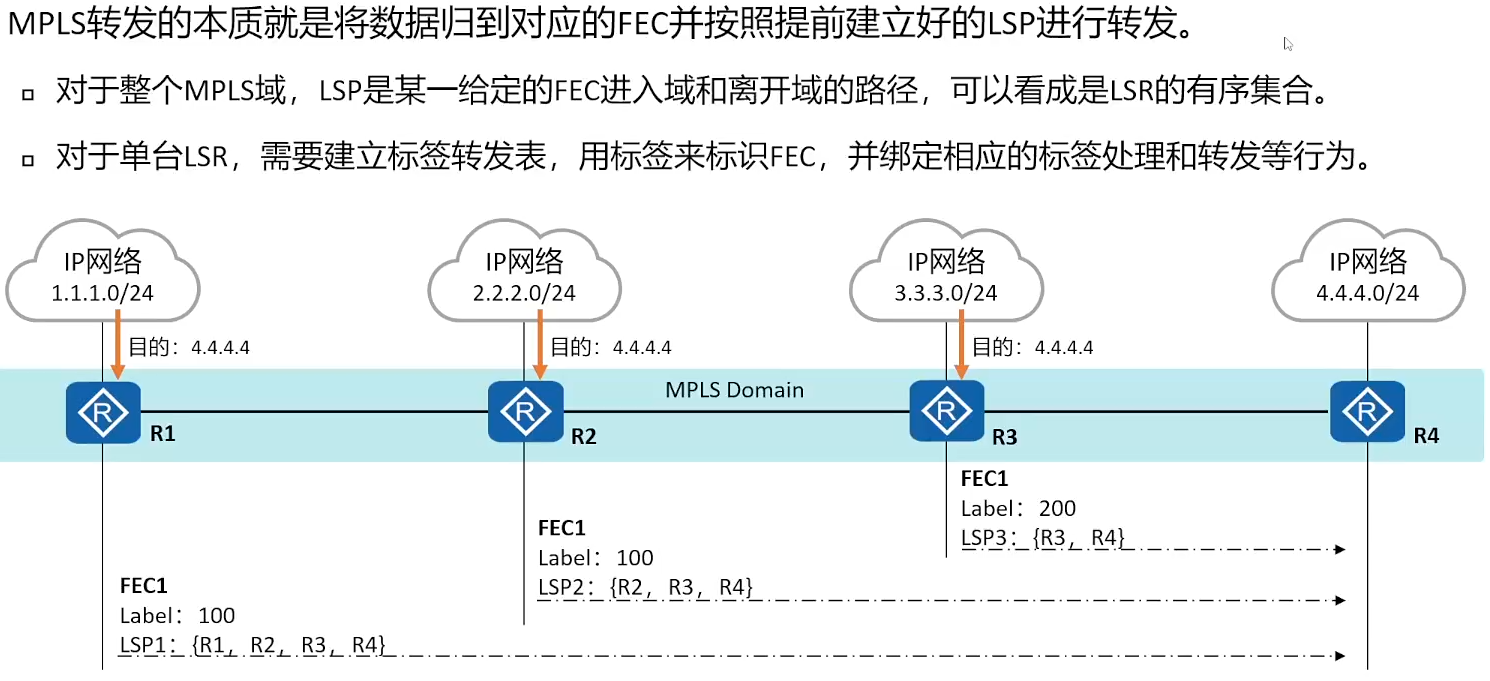 MPLS转发的本质就是将数据归到对应的FEC并按照提前建立好的LSP进行转发。
▫ 对于整个MPLS域，LSP是某一给定的FEC进入域和离开域的路径，可以看成是LSR的有序集合。
▫ 对于单台LSR，需要建立标签转发表，用标签来标识FEC，并绑定相应的标签处理和转发等行为。
IP网络
1.1.1.0/24
IP网络
2.2.2.0/24
IP网络
3.3.3.0/24
IP网络
4.4.4.0/24
目的：4.4.4.4
目的：4.4.4.4
目的：4.4.4.4
MPLS Domain
R
R1
R
R2
R
R3
R
R4
FEC1
Label：200
LSP3：{R3，R4}
FEC1
Label：100
LSP2：{R2，R3，R4}
FEC1
Label：100
LSP1：{R1，R2，R3，R4}